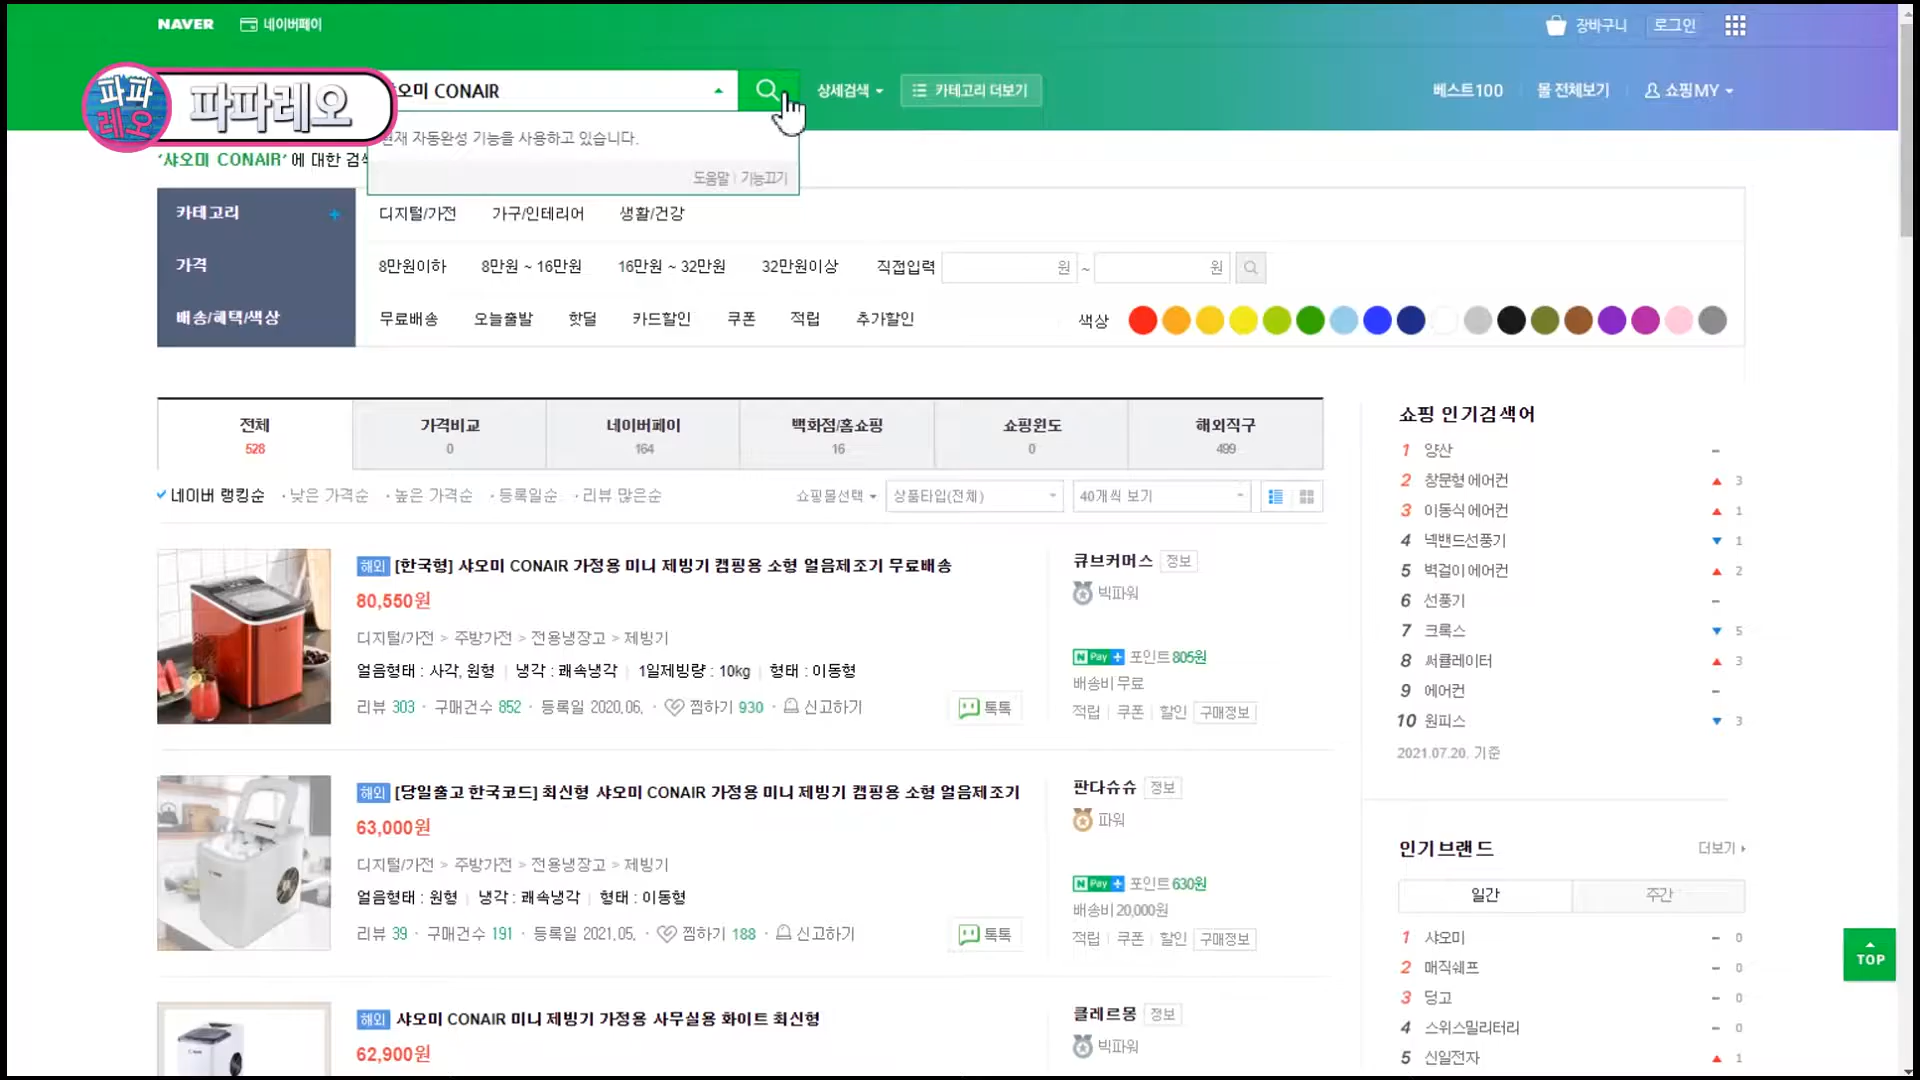 NAVER 네이버페이
장바구니 로그인
파파레오 파파레오
샤오미 CONAIR
상세검색 카테고리 더보기
베스트100 몰 전체보기 쇼핑MY
현재 자동완성 기능을 사용하고 있습니다.
도움말 기능끄기
'샤오미 CONAIR' 에 대한
카테고리 + 디지털/가전 가구/인테리어 생활/건강
가격 8만원이하 8만원 ~ 16만원 16만원 ~ 32만원 32만원이상 직접입력 원 ~ 원
배송/혜택/색상 무료배송 오늘출발 핫딜 카드할인 쿠폰 적립 추가할인 색상
전체 가격비교 네이버페이 백화점/홈쇼핑 쇼핑윈도 해외직구
528 0 164 16 0 499
네이버 랭킹순 · 낮은 가격순 · 높은 가격순 · 등록일순 · 리뷰 많은순
쇼핑몰선택 상품타입(전체) 40개씩 보기
해외 [한국형] 샤오미 CONAIR 가정용 미니 제빙기 캠핑용 소형 얼음제조기 무료배송
80,550원
디지털/가전 > 주방가전 > 전용냉장고 > 제빙기
얼음형태 : 사각, 원형 | 냉각 : 쾌속냉각 | 1일제빙량 : 10kg | 형태 : 이동형
리뷰 303 · 구매건수 852 · 등록일 2020.06. · 찜하기 930 · 신고하기
톡톡
큐브커머스 정보
빅파워
N Pay + 포인트 805원
배송비 무료
적립 | 쿠폰 | 할인 구매정보
해외 [당일출고 한국코드] 최신형 샤오미 CONAIR 가정용 미니 제빙기 캠핑용 소형 얼음제조기
63,000원
디지털/가전 > 주방가전 > 전용냉장고 > 제빙기
얼음형태 : 원형 | 냉각 : 쾌속냉각 | 형태 : 이동형
리뷰 39 · 구매건수 191 · 등록일 2021.05. · 찜하기 188 · 신고하기
톡톡
판다슈슈 정보
파워
N Pay + 포인트 630원
배송비 20,000원
적립 | 쿠폰 | 할인 구매정보
해외 샤오미 CONAIR 미니 제빙기 가정용 사무실용 화이트 최신형
62,900원
클레르몽 정보
빅파워
쇼핑 인기검색어
1 양산 –
2 창문형 에어컨 ▲ 3
3 이동식 에어컨 ▲ 1
4 넥밴드선풍기 ▼ 1
5 벽걸이 에어컨 ▲ 2
6 선풍기 –
7 크록스 ▼ 5
8 써큘레이터 ▲ 3
9 에어컨 –
10 원피스 ▼ 3
2021.07.20. 기준
인기 브랜드 더보기
일간 주간
1 샤오미 – 0
2 매직쉐프 – 0
3 덩고 – 0
4 스위스밀리터리 – 0
5 신일전자 ▲ 1
TOP